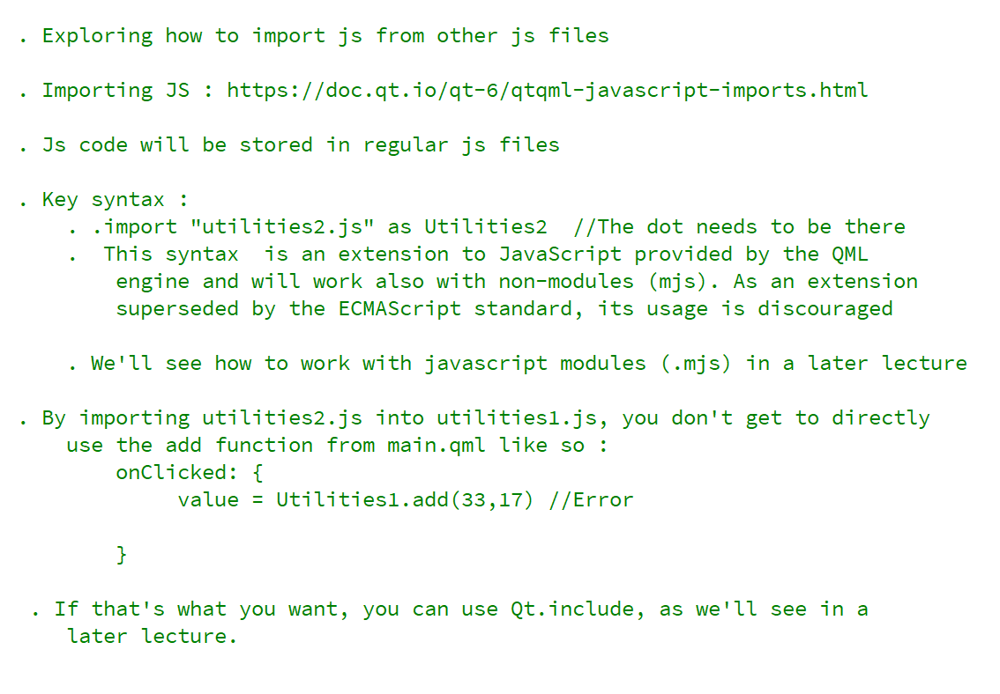 . Exploring how to import js from other js files
. Importing JS : https://doc.qt.io/qt-6/qtqml-javascript-imports.html
. Js code will be stored in regular js files
. Key syntax :
. .import "utilities2.js" as Utilities2  //The dot needs to be there
.  This syntax  is an extension to JavaScript provided by the QML
engine and will work also with non-modules (mjs). As an extension
superseded by the ECMAScript standard, its usage is discouraged
. We'll see how to work with javascript modules (.mjs) in a later lecture
. By importing utilities2.js into utilities1.js, you don't get to directly
use the add function from main.qml like so :
onClicked: {
value = Utilities1.add(33,17) //Error
}
. If that's what you want, you can use Qt.include, as we'll see in a
later lecture.